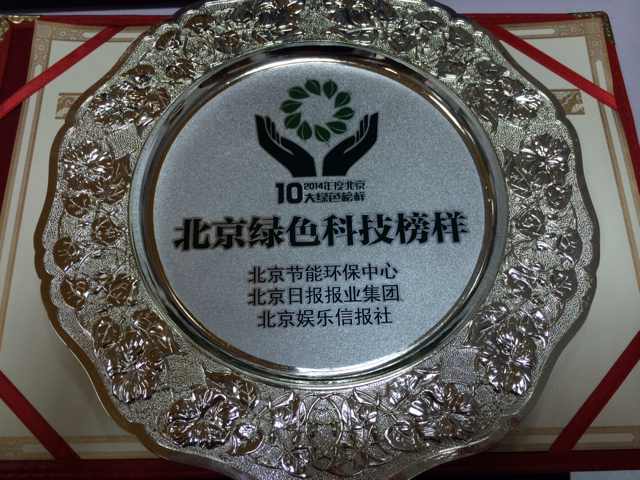 10 2014年度北京
大绿色榜样
北京绿色科技榜样
北京节能环保中心
北京日报报业集团
北京娱乐信报社